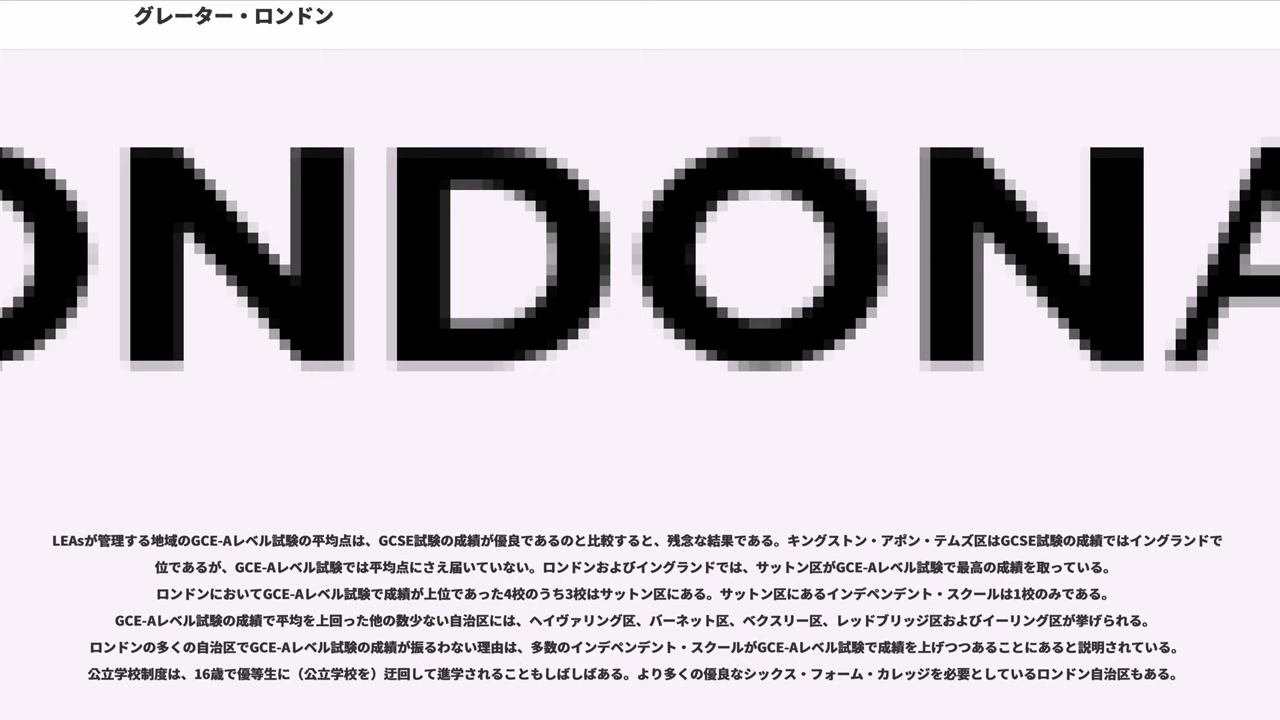 グレーター・ロンドン
ONDONA
LEAsが管理する地域のGCE-Aレベル試験の平均点は、GCSE試験の成績が優良であるのと比較すると、残念な結果である。キングストン・アポン・テムズ区はGCSE試験の成績ではイングランドで
位であるが、GCE-Aレベル試験では平均点にさえ届いていない。ロンドンおよびイングランドでは、サットン区がGCE-Aレベル試験で最高の成績を取っている。
ロンドンにおいてGCE-Aレベル試験で成績が上位であった4校のうち3校はサットン区にある。サットン区にあるインデペンデント・スクールは1校のみである。
GCE-Aレベル試験の成績で平均を上回った他の数少ない自治区には、ヘイヴァリング区、バーネット区、ベクスリー区、レッドブリッジ区およびイーリング区が挙げられる。
ロンドンの多くの自治区でGCE-Aレベル試験の成績が振るわない理由は、多数のインデペンデント・スクールがGCE-Aレベル試験で成績を上げつつあることにあると説明されている。
公立学校制度は、16歳で優等生に（公立学校を）迂回して進学されることもしばしばある。より多くの優良なシックス・フォーム・カレッジを必要としているロンドン自治区もある。